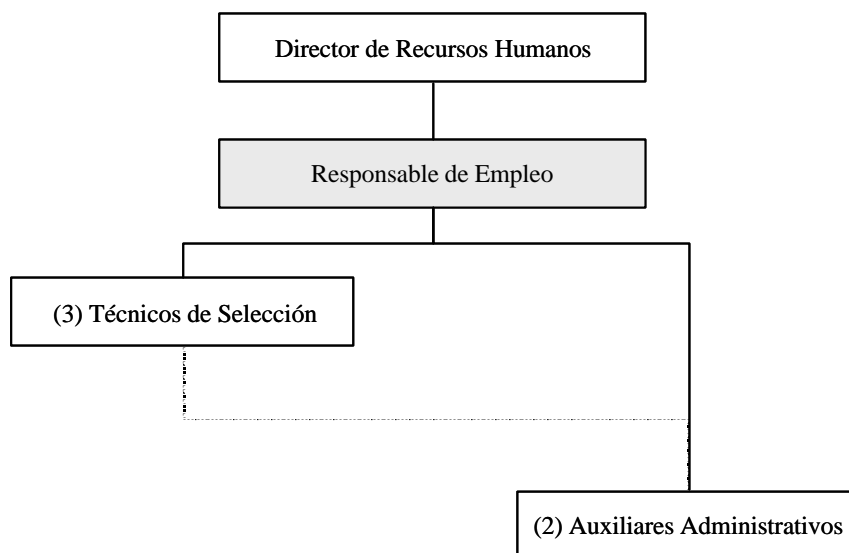 Director de Recursos Humanos
Responsable de Empleo
(3) Técnicos de Selección
(2) Auxiliares Administrativos